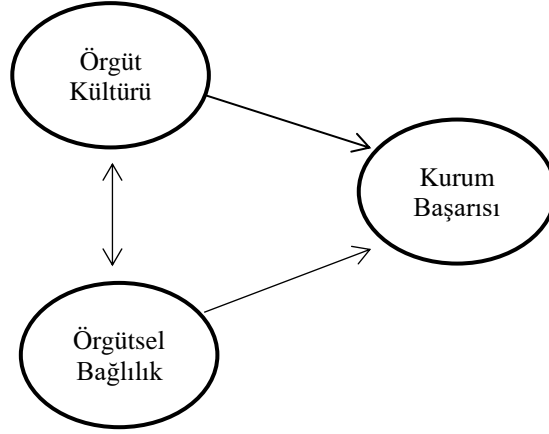 Örgüt
Kültürü
Kurum
Başarısı
Örgütsel
Bağlılık